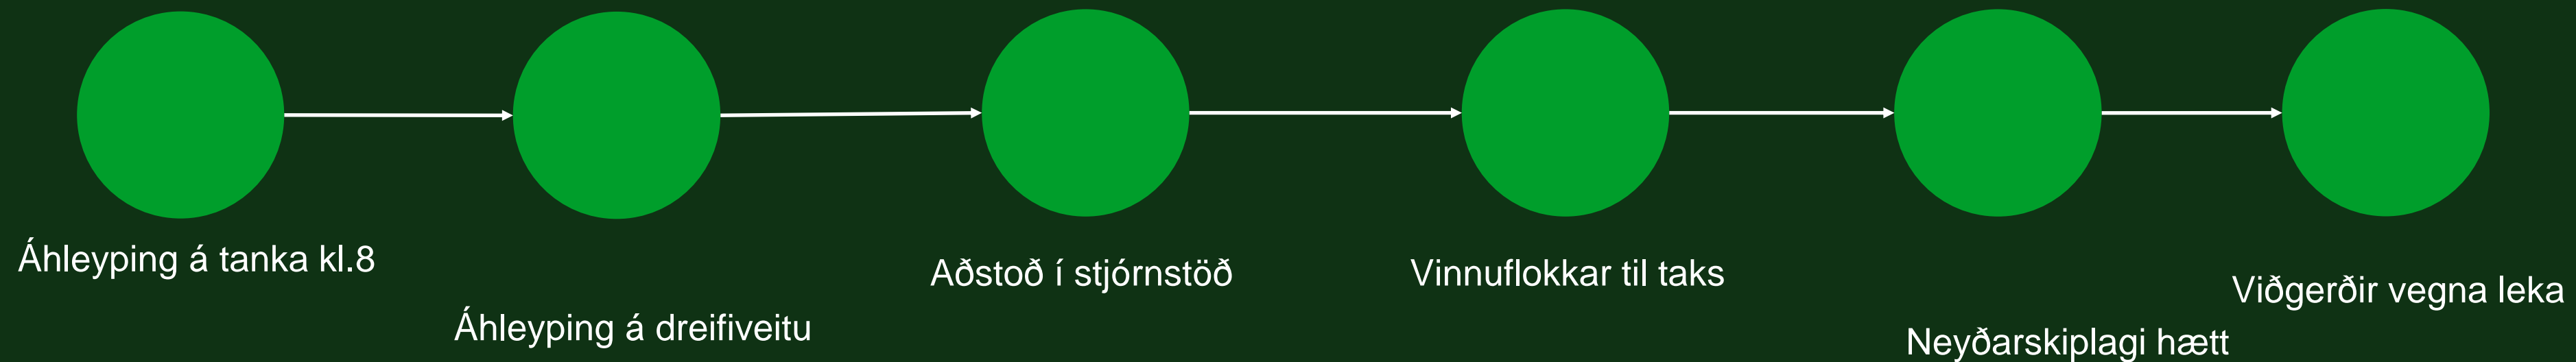 Áhleyping á tanka kl.8
Áhleyping á dreifiveitu
Aðstoð í stjórnstöð
Vinnuflokkar til taks
Neyðarskiplagi hætt
Viðgerðir vegna leka